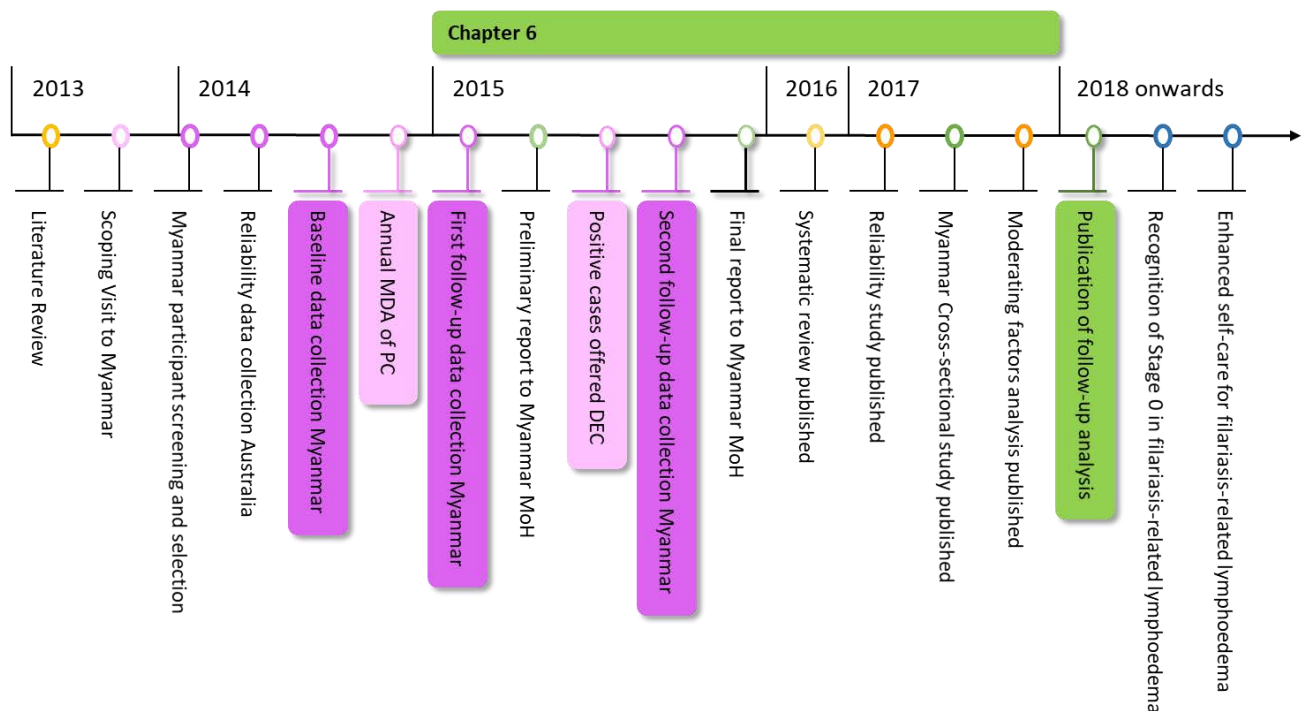 Chapter 6
2013
2014
2015
2016
2017
2018 onwards
Literature Review
Scoping Visit to Myanmar
Myanmar participant screening and selection
Reliability data collection Australia
Baseline data collection Myanmar
Annual MDA of PC
First follow-up data collection Myanmar
Preliminary report to Myanmar MoH
Positive cases offered DEC
Second follow-up data collection Myanmar
Final report to Myanmar MoH
Systematic review published
Reliability study published
Myanmar Cross-sectional study published
Moderating factors analysis published
Publication of follow-up analysis
Recognition of Stage 0 in filariasis-related lymphoedema
Enhanced self-care for filariasis-related lymphoedema